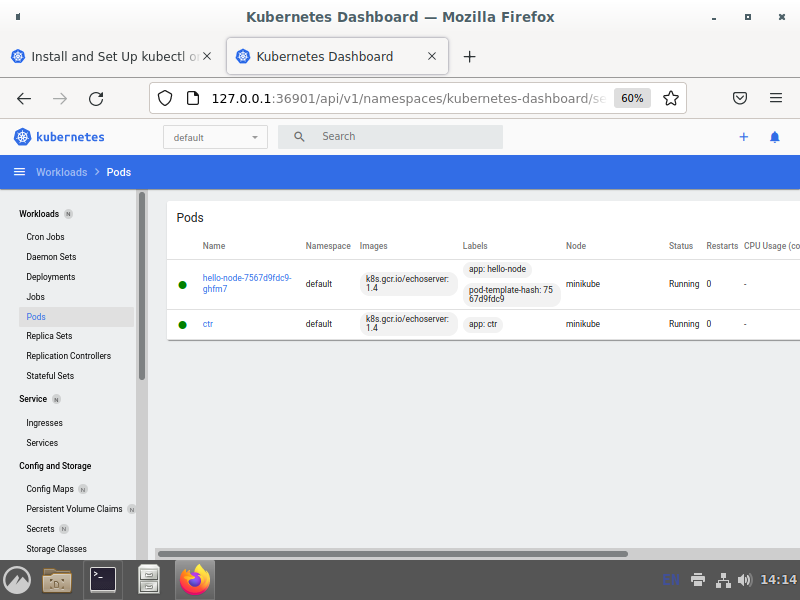 Kubernetes Dashboard — Mozilla Firefox
Install and Set Up kubectl o
Kubernetes Dashboard
127.0.0.1:36901/api/v1/namespaces/kubernetes-dashboard/se
60%
kubernetes
default
Search
Workloads
Pods
Workloads N
Cron Jobs
Daemon Sets
Deployments
Jobs
Pods
Replica Sets
Replication Controllers
Stateful Sets
Service N
Ingresses
Services
Config and Storage
Config Maps N
Persistent Volume Claims N
Secrets N
Storage Classes
Pods
Name Namespace Images Labels Node Status Restarts CPU Usage (co
hello-node-7567d9fdc9-
ghfm7
default
k8s.gcr.io/echoserver:
1.4
app: hello-node
pod-template-hash: 75
67d9fdc9
minikube
Running
0
-
ctr
default
k8s.gcr.io/echoserver:
1.4
app: ctr
minikube
Running
0
-
EN
14:14